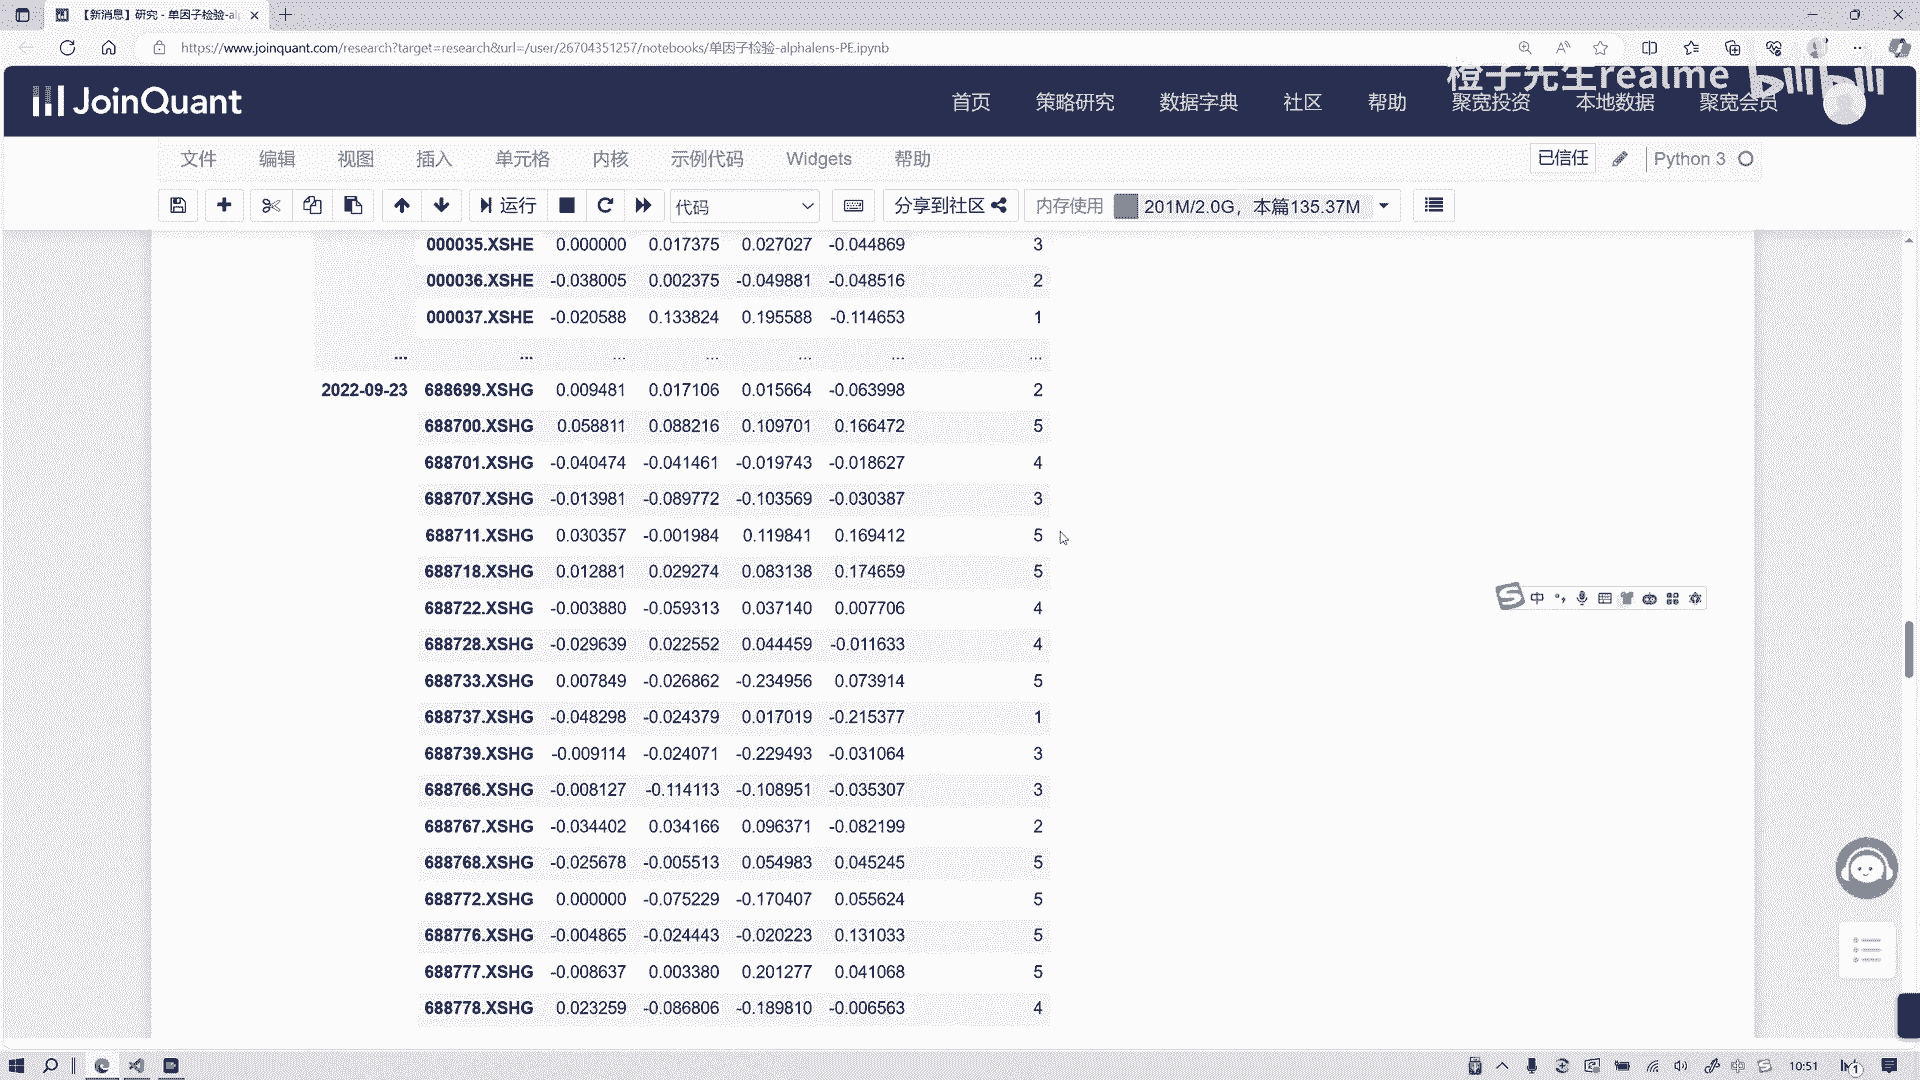 【新消息】研究 - 单因子检验-al
https://www.joinquant.com/research?target=research&url=/user/26704351257/notebooks/单因子检验-alphalens-PE.ipynb
橙子先生realme bilibili
JoinQuant 首页 策略研究 数据字典 社区 帮助 聚宽投资 本地数据 聚宽会员
文件 编辑 视图 插入 单元格 内核 示例代码 Widgets 帮助 已信任 Python 3
运行 代码 分享到社区 内存使用 201M/2.0G，本篇135.37M
000035.XSHE 0.000000 0.017375 0.027027 -0.044869 3
000036.XSHE -0.038005 0.002375 -0.049881 -0.048516 2
000037.XSHE -0.020588 0.133824 0.195588 -0.114653 1
... ... ... ... ... ... ...
2022-09-23 688699.XSHG 0.009481 0.017106 0.015664 -0.063998 2
688700.XSHG 0.058811 0.088216 0.109701 0.166472 5
688701.XSHG -0.040474 -0.041461 -0.019743 -0.018627 4
688707.XSHG -0.013981 -0.089772 -0.103569 -0.030387 3
688711.XSHG 0.030357 -0.001984 0.119841 0.169412 5
688718.XSHG 0.012881 0.029274 0.083138 0.174659 5
688722.XSHG -0.003880 -0.059313 0.037140 0.007706 4
688728.XSHG -0.029639 0.022552 0.044459 -0.011633 4
688733.XSHG 0.007849 -0.026862 -0.234956 0.073914 5
688737.XSHG -0.048298 -0.024379 0.017019 -0.215377 1
688739.XSHG -0.009114 -0.024071 -0.229493 -0.031064 3
688766.XSHG -0.008127 -0.114113 -0.108951 -0.035307 3
688767.XSHG -0.034402 0.034166 0.096371 -0.082199 2
688768.XSHG -0.025678 -0.005513 0.054983 0.045245 5
688772.XSHG 0.000000 -0.075229 -0.170407 0.055624 5
688776.XSHG -0.004865 -0.024443 -0.020223 0.131033 5
688777.XSHG -0.008637 0.003380 0.201277 0.041068 5
688778.XSHG 0.023259 -0.086806 -0.189810 -0.006563 4
中
中 10:51 1